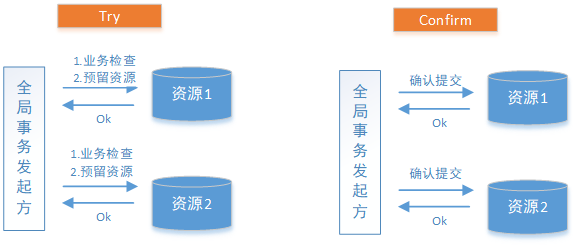 Try
全局事务发起方
1.业务检查
2.预留资源
Ok
资源1
1.业务检查
2.预留资源
Ok
资源2
Confirm
全局事务发起方
确认提交
Ok
资源1
确认提交
Ok
资源2